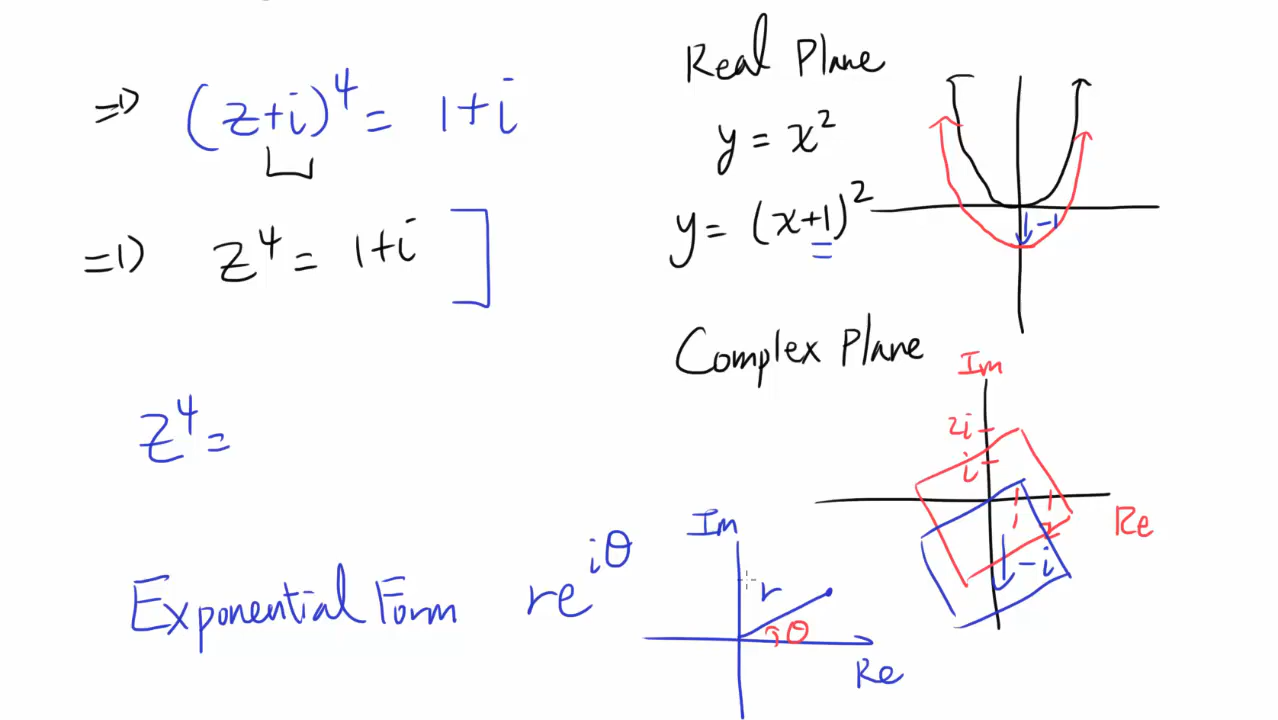 => (z+i)⁴ = 1+i
=> z⁴ = 1+i
z⁴ =
Exponential Form re^{iθ}
Real Plane
y = x²
y = (x+1)²
-1
Complex Plane
Im
2i
i
1
2
Re
-i
Im
r
θ
Re